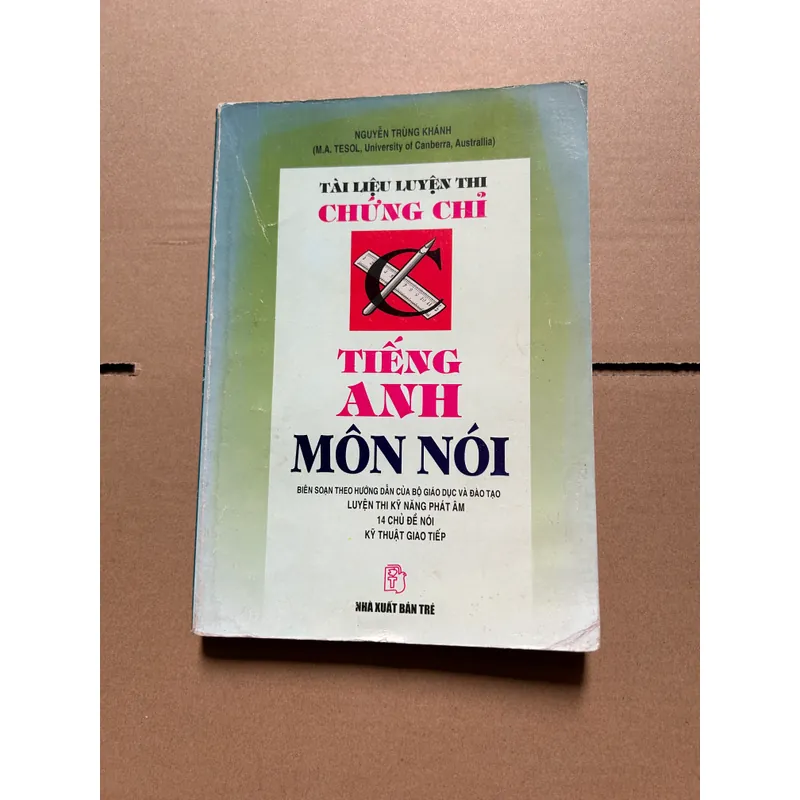 NGUYỄN TRÙNG KHÁNH
(M.A. TESOL, University of Canberra, Australlia)
TÀI LIỆU LUYỆN THI
CHỨNG CHỈ
C
TIẾNG
ANH
MÔN NÓI
BIÊN SOẠN THEO HƯỚNG DẪN CỦA BỘ GIÁO DỤC VÀ ĐÀO TẠO
LUYỆN THI KỸ NĂNG PHÁT ÂM
14 CHỦ ĐỀ NÓI
KỸ THUẬT GIAO TIẾP
NHÀ XUẤT BẢN TRẺ